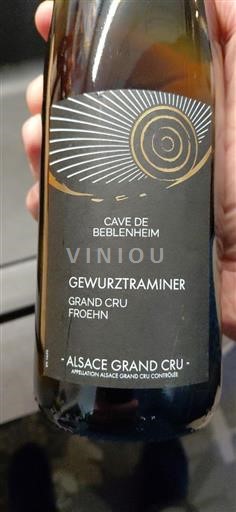 CAVE DE
BEBLENHEIM
VINIOU
GEWURZTRAMINER
GRAND CRU
FROEHN
- ALSACE GRAND CRU -
APPELLATION ALSACE GRAND CRU CONTRÔLÉE